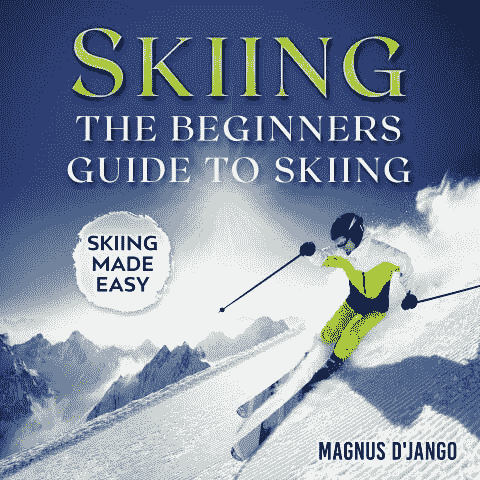 SKIING
THE BEGINNERS
GUIDE TO SKIING
SKIING
MADE
EASY
MAGNUS D'JANGO